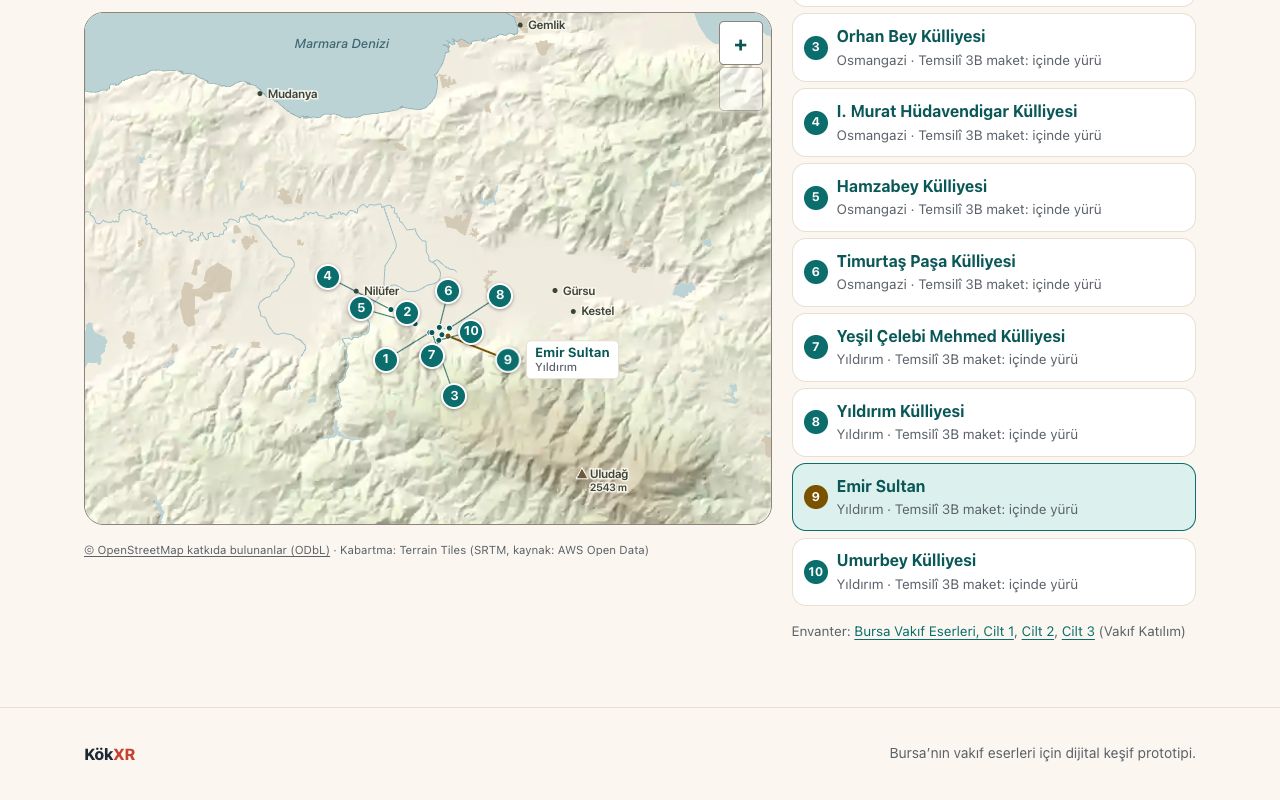 Marmara Denizi
Gemlik
Mudanya
+
−
4
Nilüfer
5
2
6
8
Gürsu
Kestel
10
1
7
9
Emir Sultan
Yıldırım
3
Uludağ
2543 m
© OpenStreetMap katkıda bulunanlar (ODbL) · Kabartma: Terrain Tiles (SRTM, kaynak: AWS Open Data)
3
Orhan Bey Külliyesi
Osmangazi · Temsilî 3B maket: içinde yürü
4
I. Murat Hüdavendigar Külliyesi
Osmangazi · Temsilî 3B maket: içinde yürü
5
Hamzabey Külliyesi
Osmangazi · Temsilî 3B maket: içinde yürü
6
Timurtaş Paşa Külliyesi
Osmangazi · Temsilî 3B maket: içinde yürü
7
Yeşil Çelebi Mehmed Külliyesi
Yıldırım · Temsilî 3B maket: içinde yürü
8
Yıldırım Külliyesi
Yıldırım · Temsilî 3B maket: içinde yürü
9
Emir Sultan
Yıldırım · Temsilî 3B maket: içinde yürü
10
Umurbey Külliyesi
Yıldırım · Temsilî 3B maket: içinde yürü
Envanter: Bursa Vakıf Eserleri, Cilt 1, Cilt 2, Cilt 3 (Vakıf Katılım)
KökXR
Bursa’nın vakıf eserleri için dijital keşif prototipi.